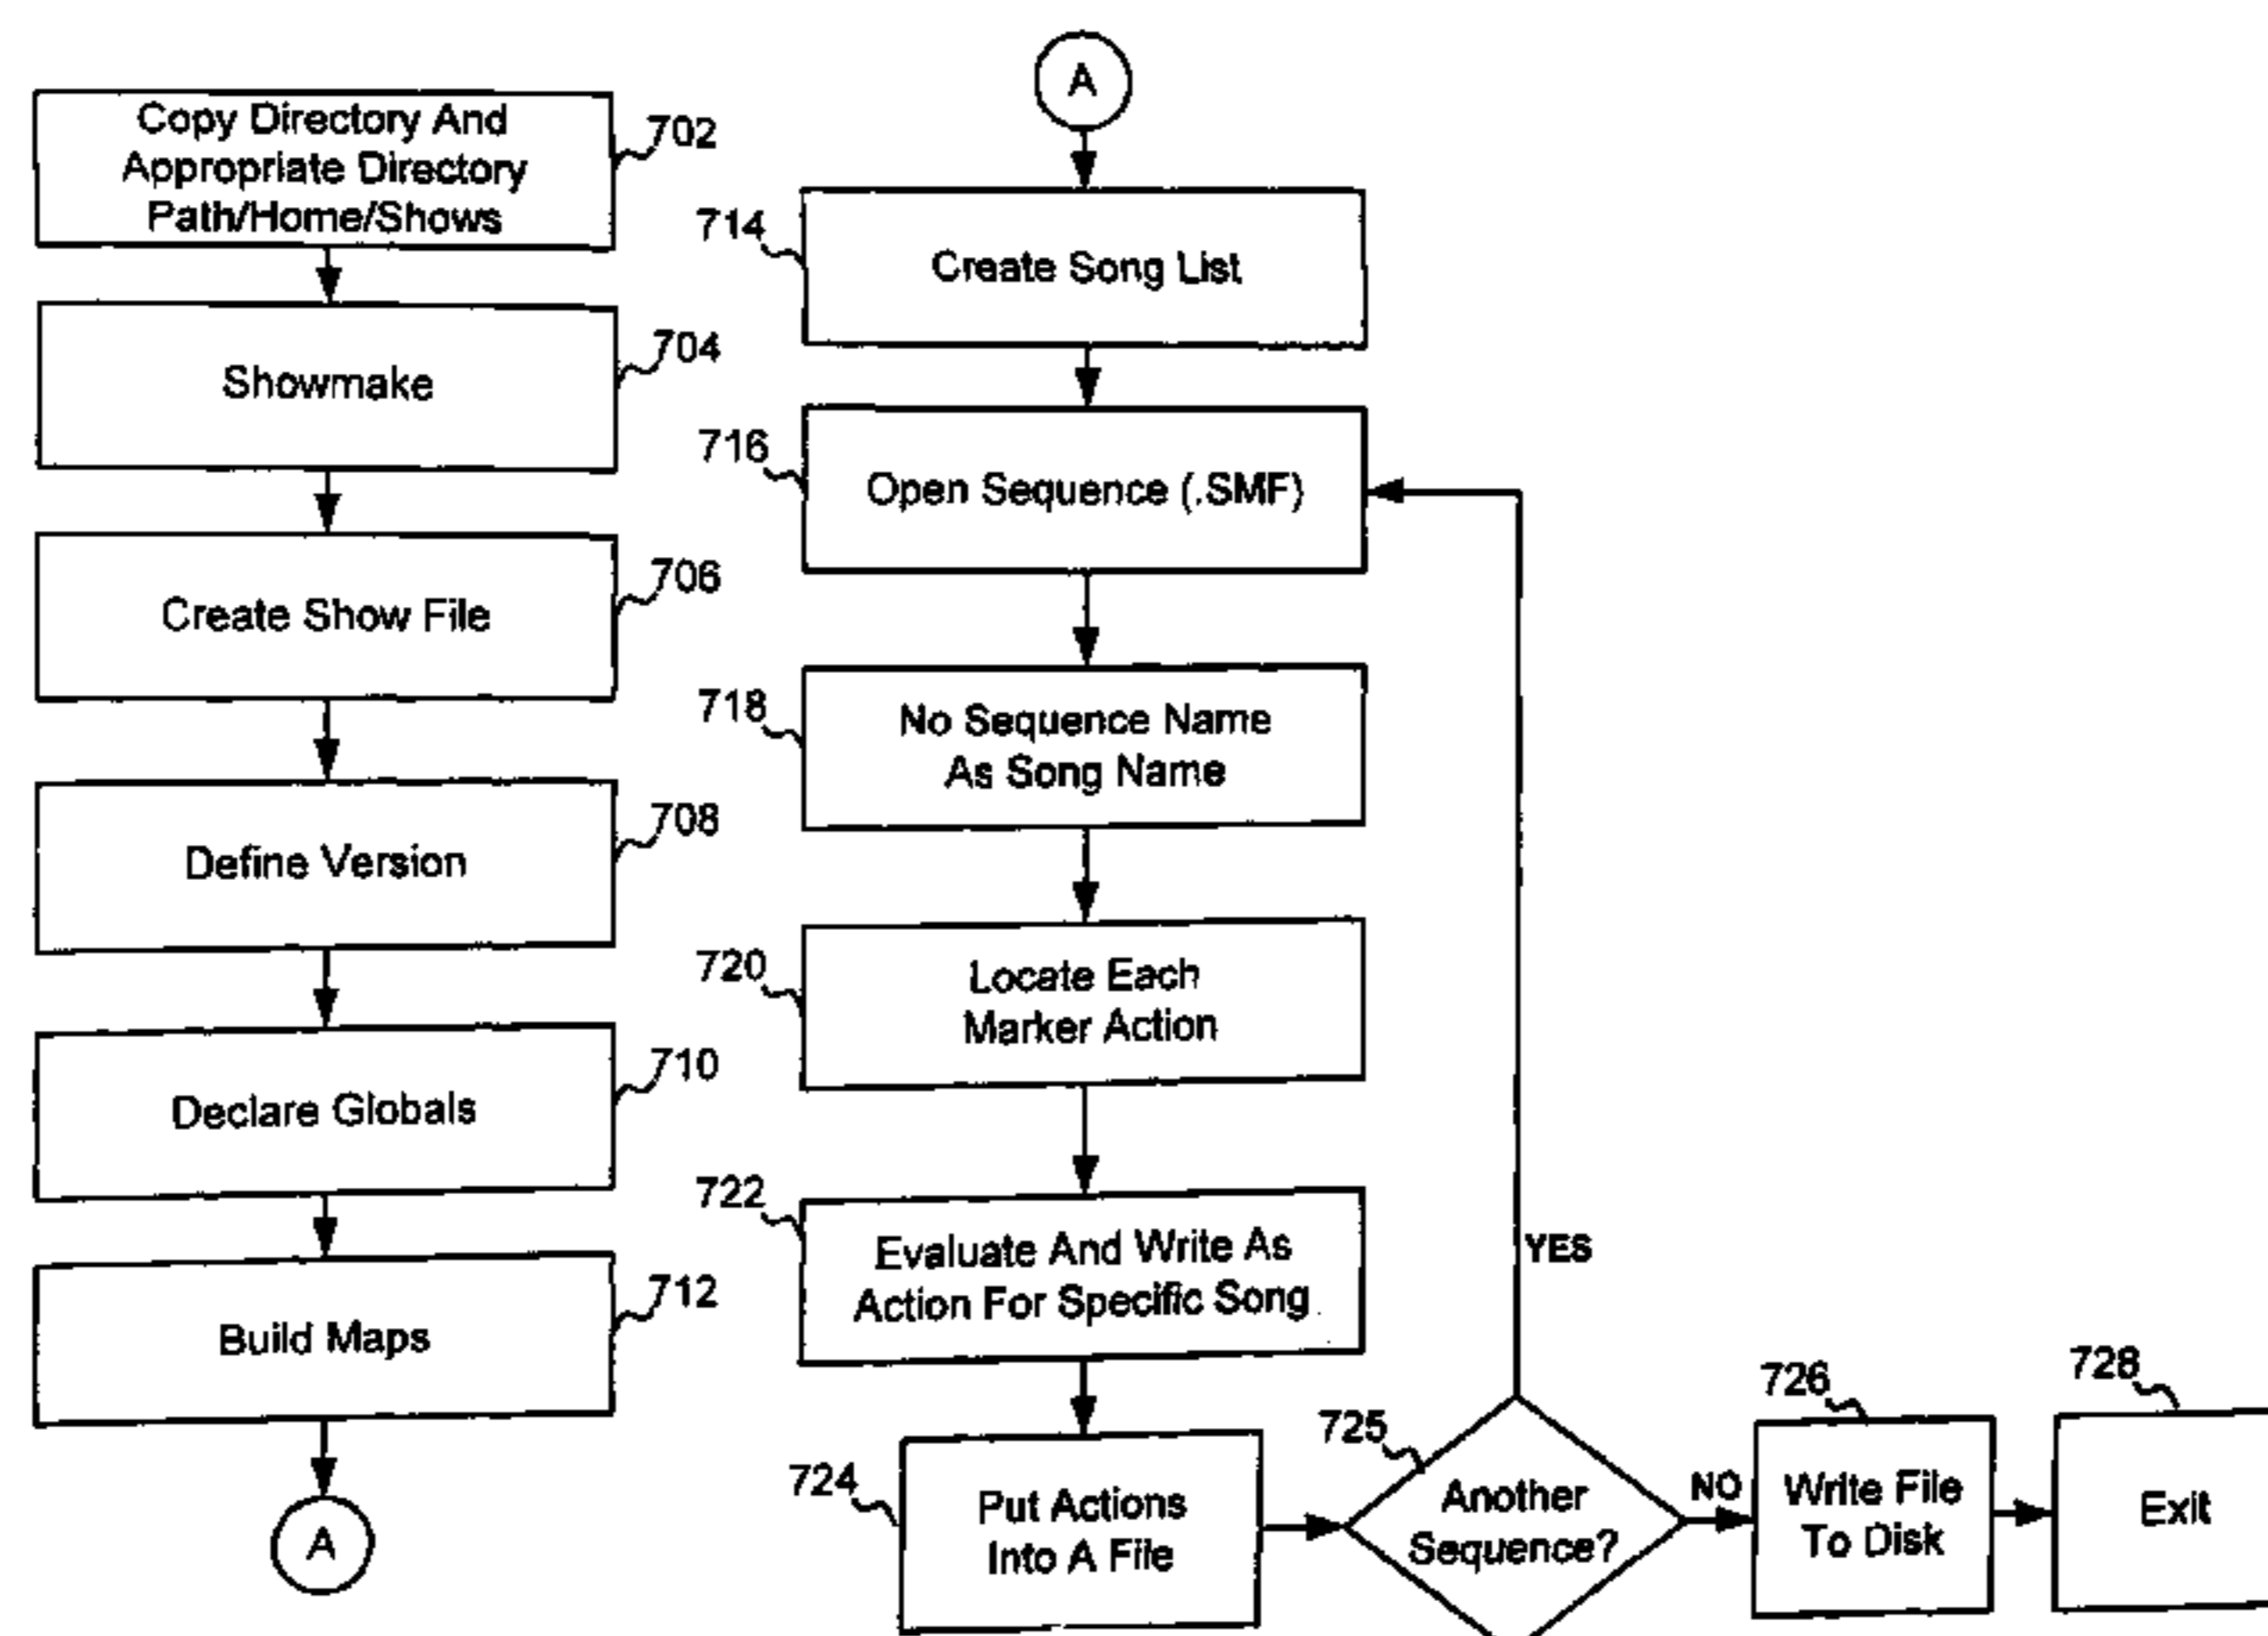 Copy Directory And
Appropriate Directory
Path/Home/Shows
702
Showmake
704
Create Show File
706
Define Version
708
Declare Globals
710
Build Maps
712
A
A
714
Create Song List
716
Open Sequence (.SMF)
718
No Sequence Name
As Song Name
720
Locate Each
Marker Action
722
Evaluate And Write As
Action For Specific Song
724
Put Actions
Into A File
725
Another
Sequence?
YES
NO
726
Write File
To Disk
728
Exit